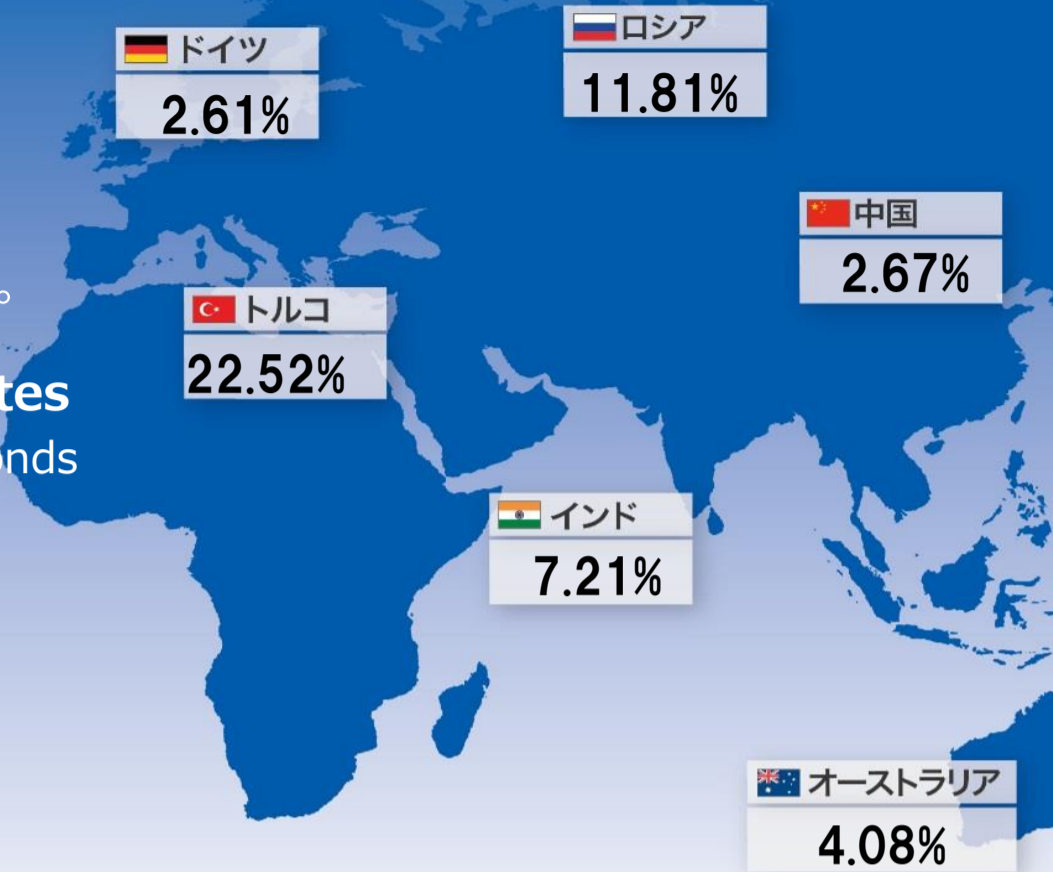 ドイツ
2.61%
ロシア
11.81%
中国
2.67%
。
トルコ
22.52%
tes
onds
インド
7.21%
オーストラリア
4.08%